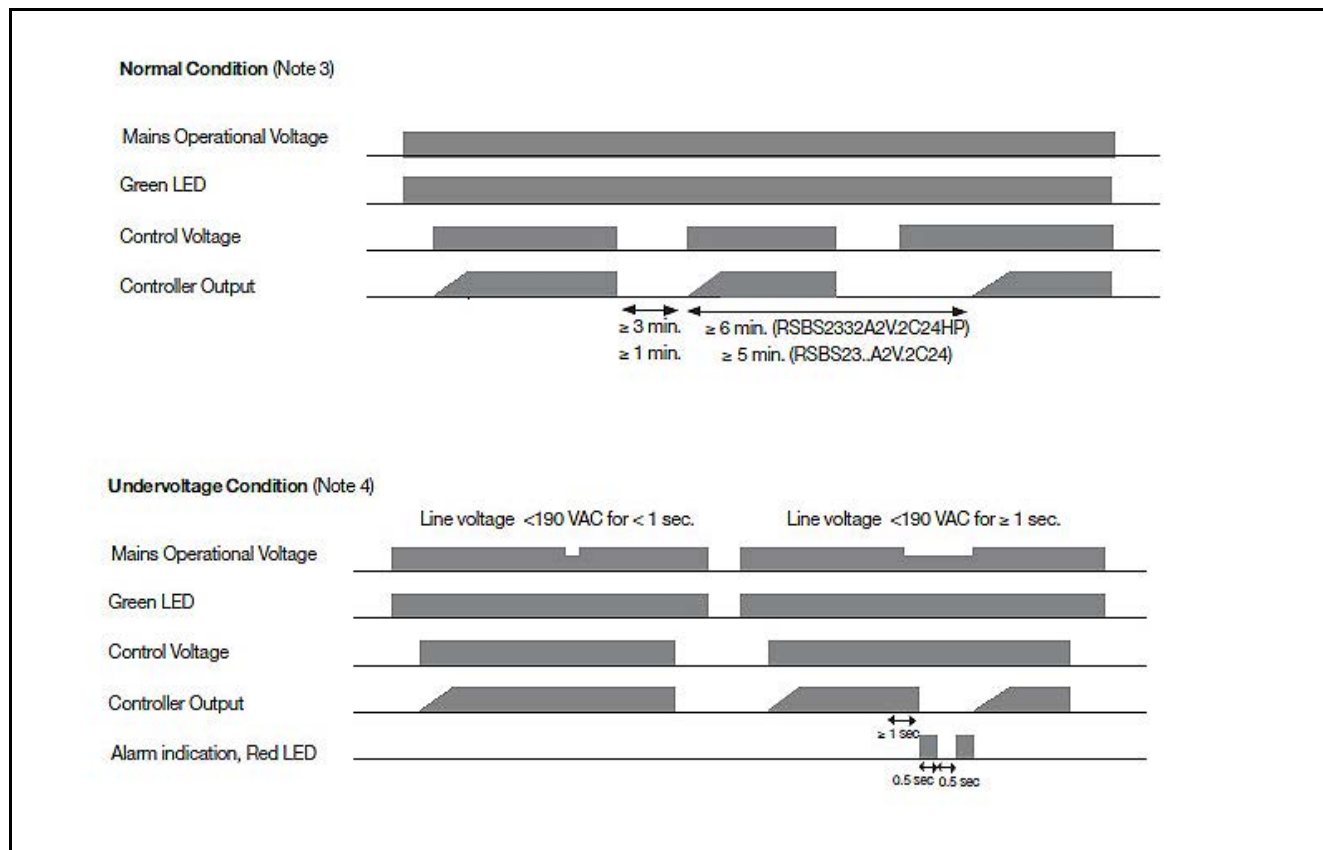 Normal Condition (Note 3)
Mains Operational Voltage
Green LED
Control Voltage
Controller Output
≥ 3 min. ≥ 6 min. (RSBS2332A2V.2C24HP)
≥ 1 min. ≥ 5 min. (RSBS23..A2V.2C24)
Undervoltage Condition (Note 4)
Line voltage <190 VAC for < 1 sec. Line voltage <190 VAC for ≥ 1 sec.
Mains Operational Voltage
Green LED
Control Voltage
Controller Output
≥ 1 sec
Alarm indication, Red LED
0.5 sec 0.5 sec